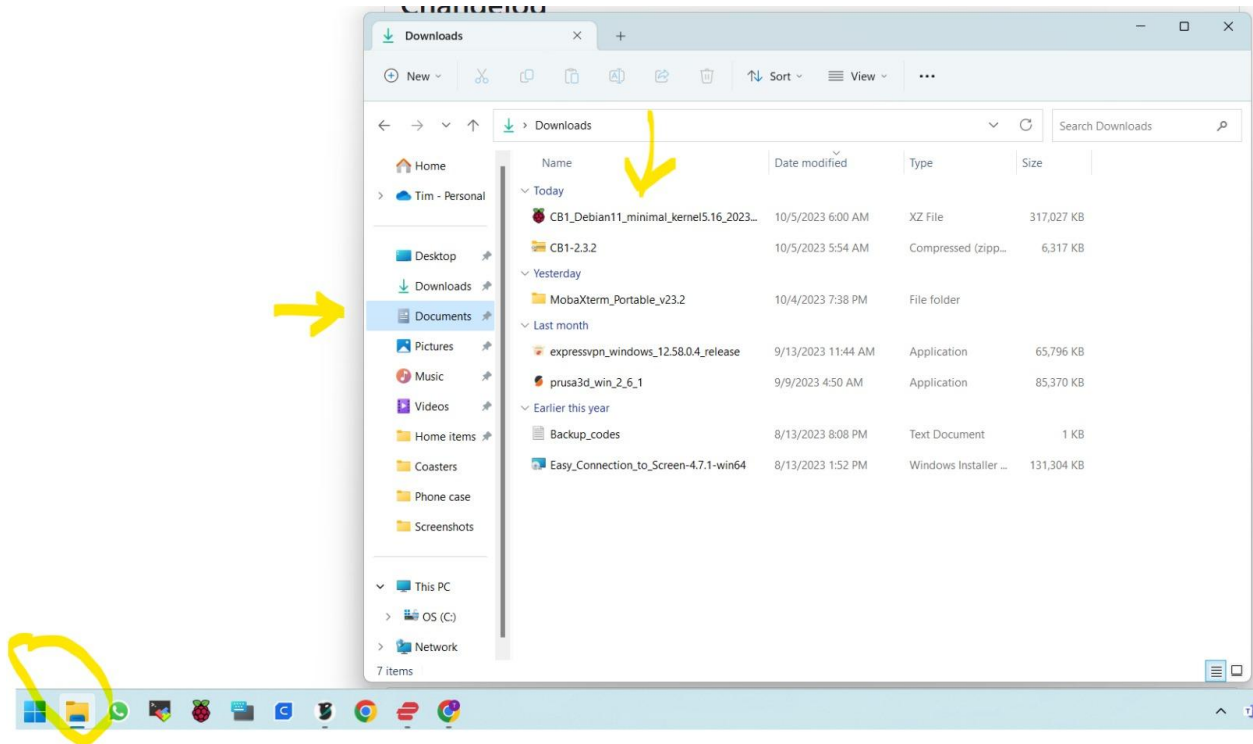 Changelog
Downloads
New
Sort
View
Downloads
Search Downloads
Home
Tim - Personal
Desktop
Downloads
Documents
Pictures
Music
Videos
Home items
Coasters
Phone case
Screenshots
This PC
OS (C:)
Network
Name Date modified Type Size
Today
CB1_Debian11_minimal_kernel5.16_2023... 10/5/2023 6:00 AM XZ File 317,027 KB
CB1-2.3.2 10/5/2023 5:54 AM Compressed (zipp... 6,317 KB
Yesterday
MobaXterm_Portable_v23.2 10/4/2023 7:38 PM File folder
Last month
expressvpn_windows_12.58.0.4_release 9/13/2023 11:44 AM Application 65,796 KB
prusa3d_win_2_6_1 9/9/2023 4:50 AM Application 85,370 KB
Earlier this year
Backup_codes 8/13/2023 8:08 PM Text Document 1 KB
Easy_Connection_to_Screen-4.7.1-win64 8/13/2023 1:52 PM Windows Installer ... 131,304 KB
7 items